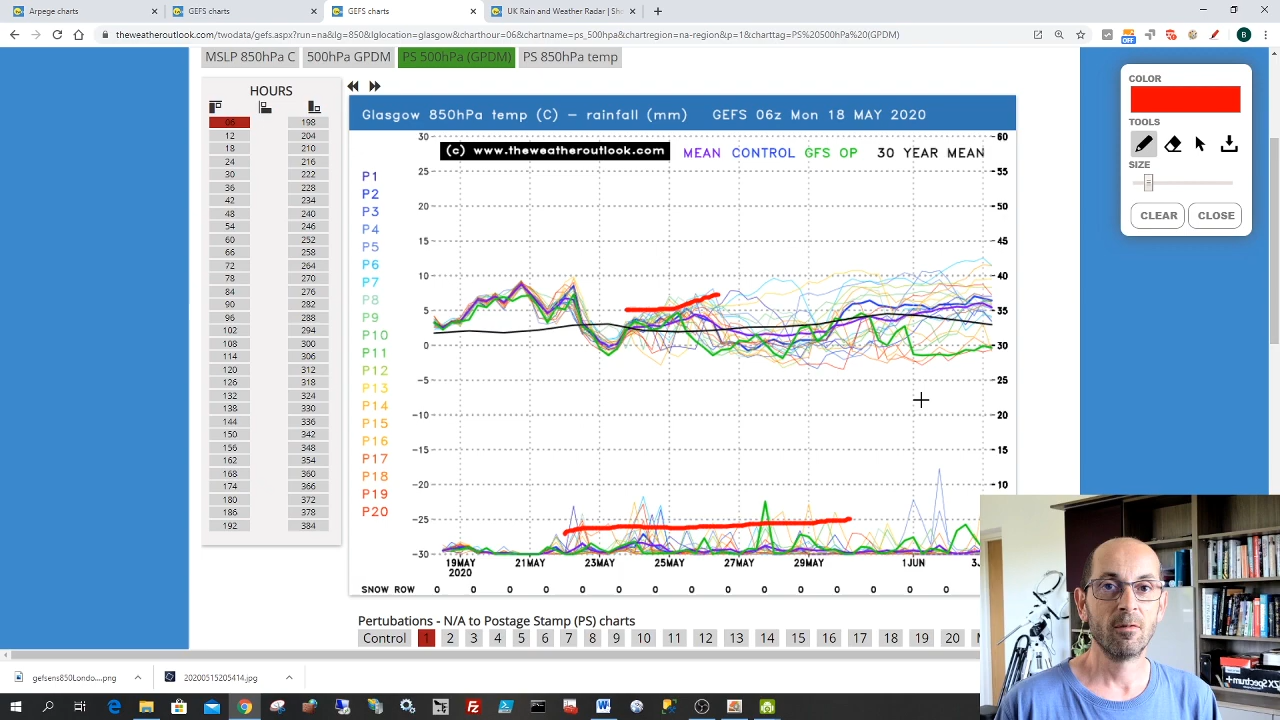 Arpege charts
GEFS charts
GEFS charts
UK Rain and Weather Radar | Sho
theweatheroutlook.com/twodata/gefs.aspx?run=na&lg=850&lglocation=glasgow&charthour=06&chartname=ps_500hpa&chartregion=na-region&p=1&charttag=PS%20500hPa%20(GPDM)
OFF
B
MSLP 850hPa C
500hPa GPDM
PS 500hPa (GPDM)
PS 850hPa temp
HOURS
06 198
12 204
18 210
24 216
30 222
36 228
42 234
48 240
54 246
60 252
66 258
72 264
78 270
84 276
90 282
96 288
102 294
108 300
114 306
120 312
126 318
132 324
138 330
144 336
150 342
156 348
162 354
168 360
174 366
180 372
186 378
192 384
Glasgow 850hPa temp (C) – rainfall (mm) GEFS 06z Mon 18 MAY 2020
(c) www.theweatheroutlook.com
MEAN CONTROL GFS OP 30 YEAR MEAN
P1
P2
P3
P4
P5
P6
P7
P8
P9
P10
P11
P12
P13
P14
P15
P16
P17
P18
P19
P20
30
25
20
15
10
5
0
-5
-10
-15
-20
-25
-30
60
55
50
45
40
35
30
25
20
15
10
19MAY 21MAY 23MAY 25MAY 27MAY 29MAY 1JUN
2020
SNOW ROW 0 0 0 0 0 0 0 0 0 0 0 0 0 0 0
Pertubations - N/A to Postage Stamp (PS) charts
Control 1 2 3 4 5 6 7 8 9 10 11 12 13 14 15 16 17 18 19 20
COLOR
TOOLS
SIZE
CLEAR
CLOSE
gefsens850Londo....png
20200515205414.jpg